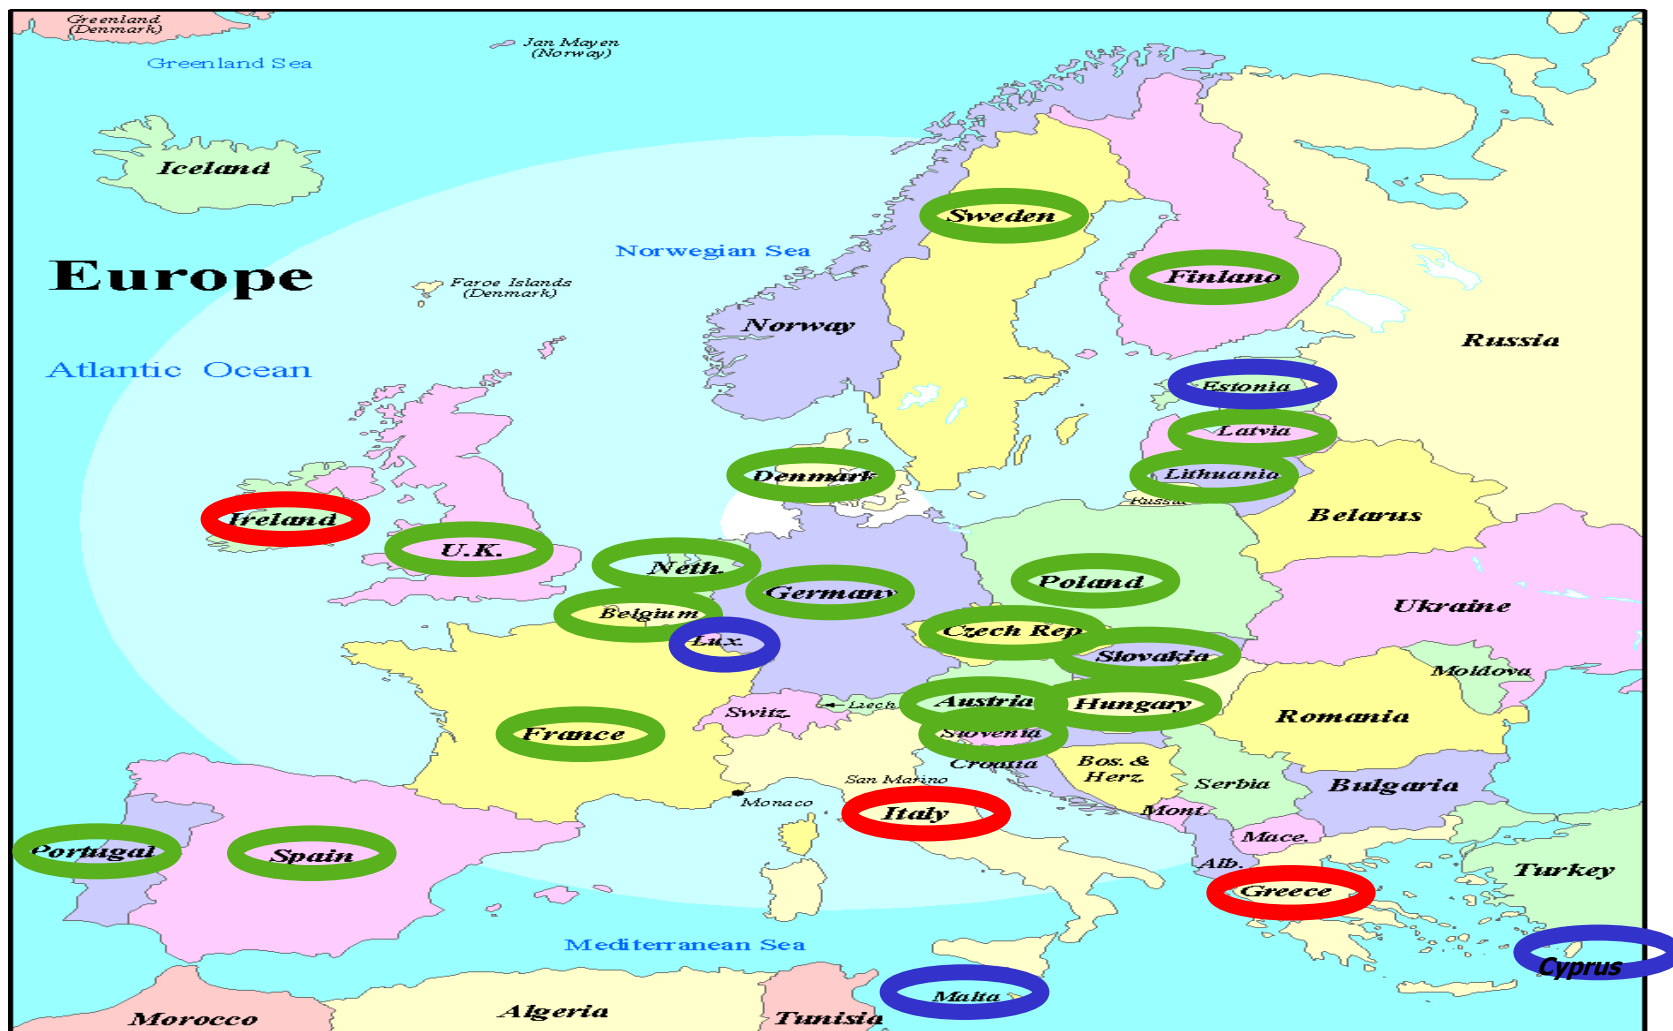 Greenland
(Denmark)
Jan Mayen
(Norway)
Greenland Sea
Iceland
Sweden
Norwegian Sea
Europe
Finland
Faroe Islands
(Denmark)
Norway
Russia
Atlantic Ocean
Estonia
Latvia
Denmark
Lithuania
Russia
Ireland
Belarus
U.K.
Neth.
Germany
Poland
Belgium
Ukraine
Czech Rep
Lux.
Slovakia
Moldova
Austria
Hungary
Liech
Switz.
Romania
France
Slovenia
Croatia
Bos. &
Herz.
San Marino
Serbia
Bulgaria
Monaco
Italy
Mont.
Mace.
Portugal
Spain
Alb.
Turkey
Greece
Mediterranean Sea
Cyprus
Malta
Algeria
Morocco
Tunisia